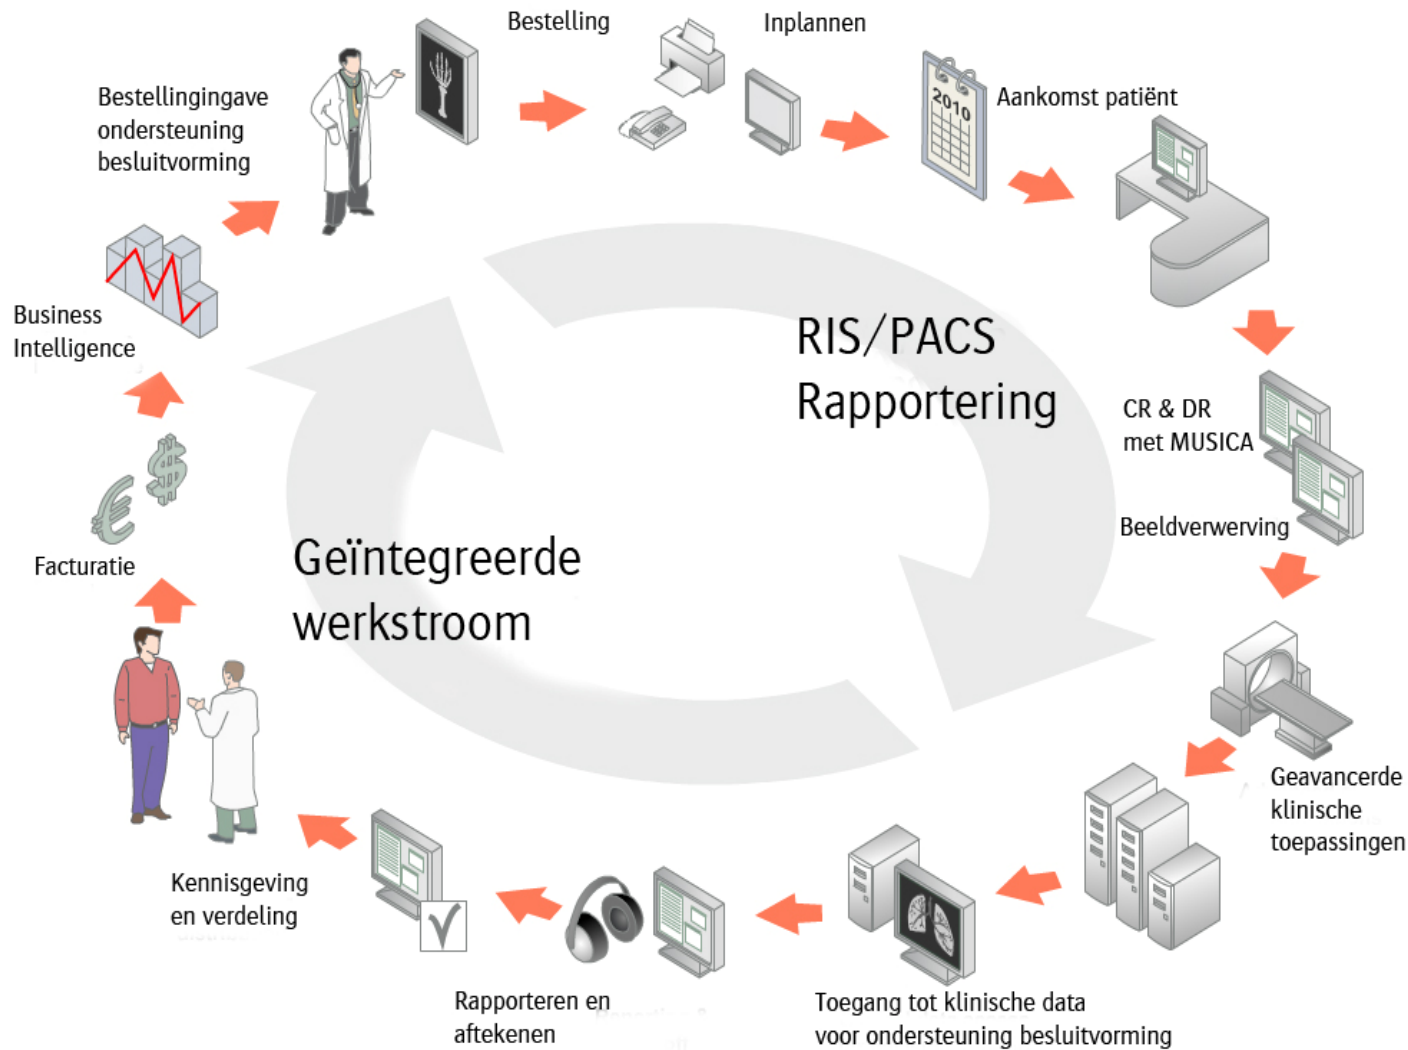 Bestelling
Inplannen
Bestellingingave
ondersteuning
besluitvorming
2010
Aankomst patiënt
Business
Intelligence
RIS/PACS
Rapportering
CR & DR
met MUSICA
Beeldverwerving
Facturatie
Geïntegreerde
werkstroom
Geavancerde
klinische
toepassingen
Kennisgeving
en verdeling
Rapporteren en
aftekenen
Toegang tot klinische data
voor ondersteuning besluitvorming